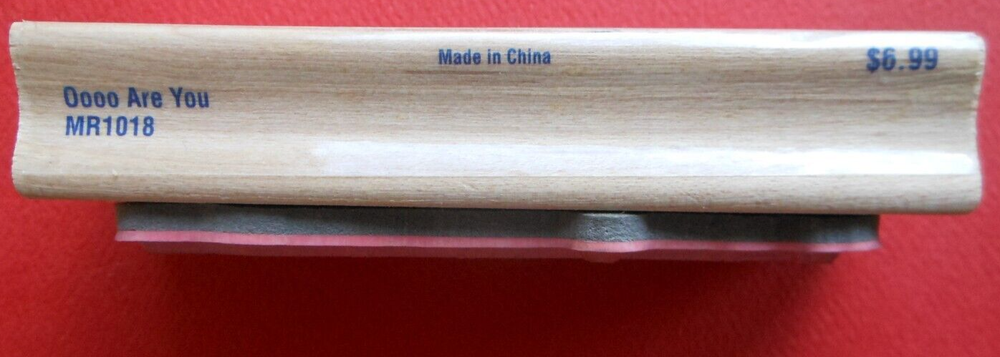 Made in China
$6.99
Oooo Are You
MR1018